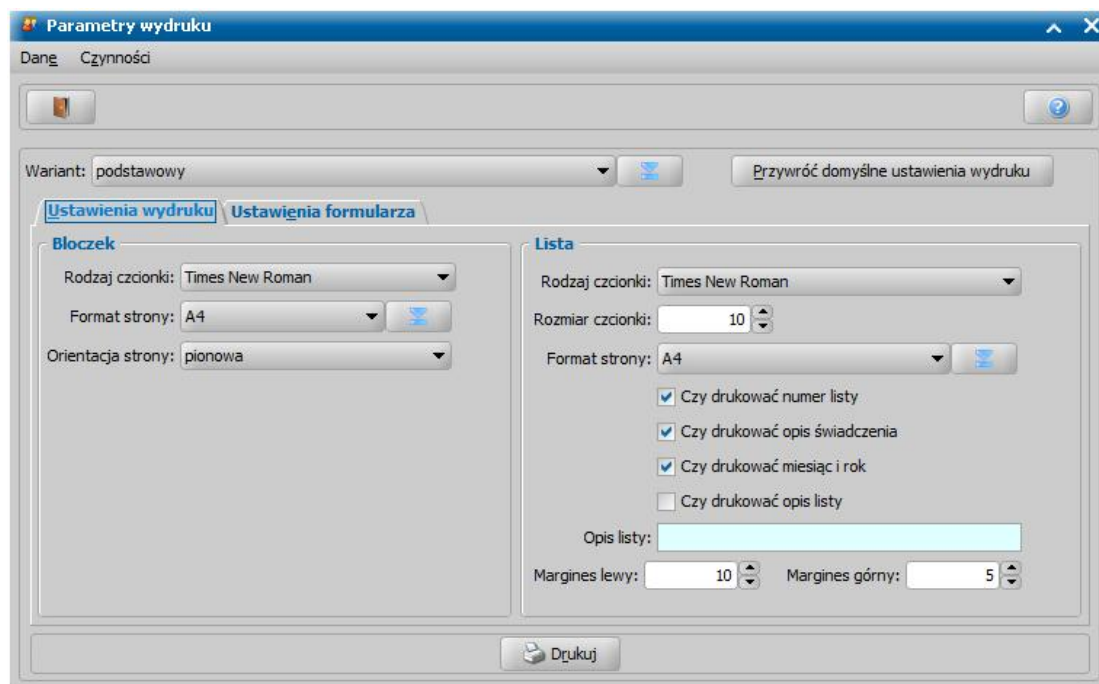 Parametry wydruku
Dane Czynności
Wariant: podstawowy Przywróć domyślne ustawienia wydruku
Ustawienia wydruku Ustawienia formularza
Bloczek
Rodzaj czcionki: Times New Roman
Format strony: A4
Orientacja strony: pionowa
Lista
Rodzaj czcionki: Times New Roman
Rozmiar czcionki: 10
Format strony: A4
Czy drukować numer listy
Czy drukować opis świadczenia
Czy drukować miesiąc i rok
Czy drukować opis listy
Opis listy:
Margines lewy: 10 Margines górny: 5
Drukuj